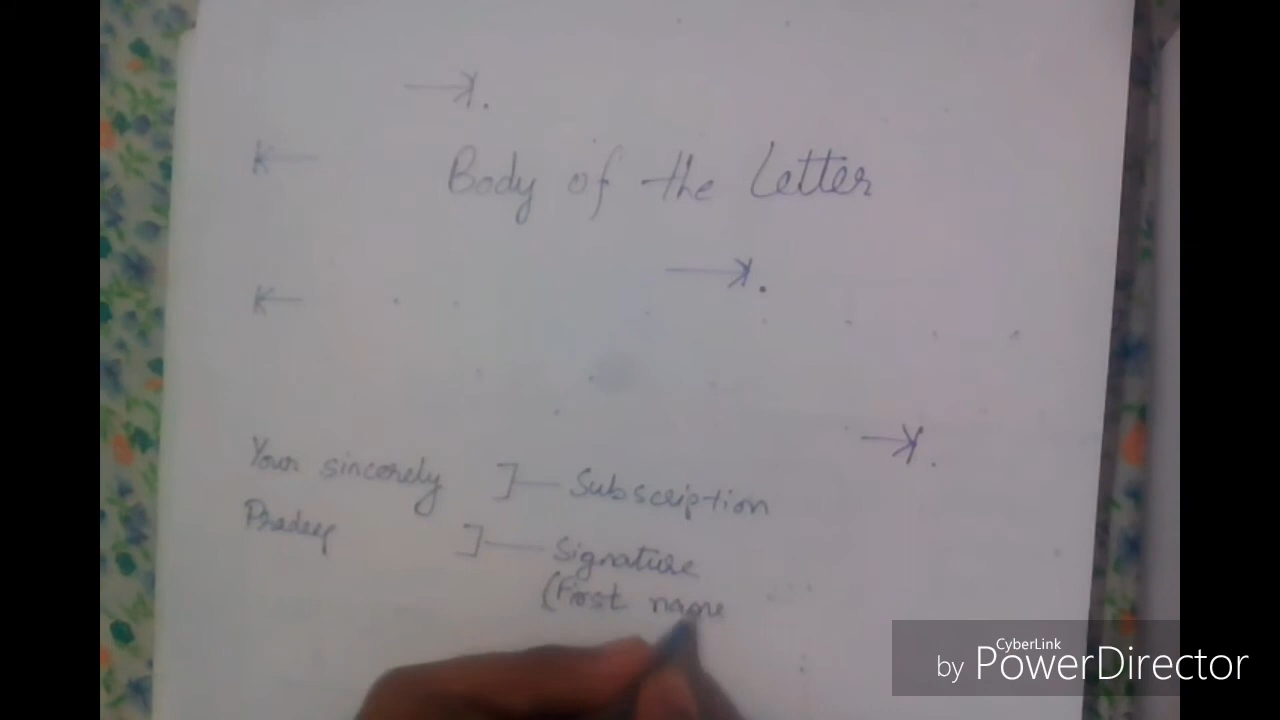 Body of the Letter
Your sincerely ]— Subscription
Pradeep ]— Signature
(First name
CyberLink
by PowerDirector